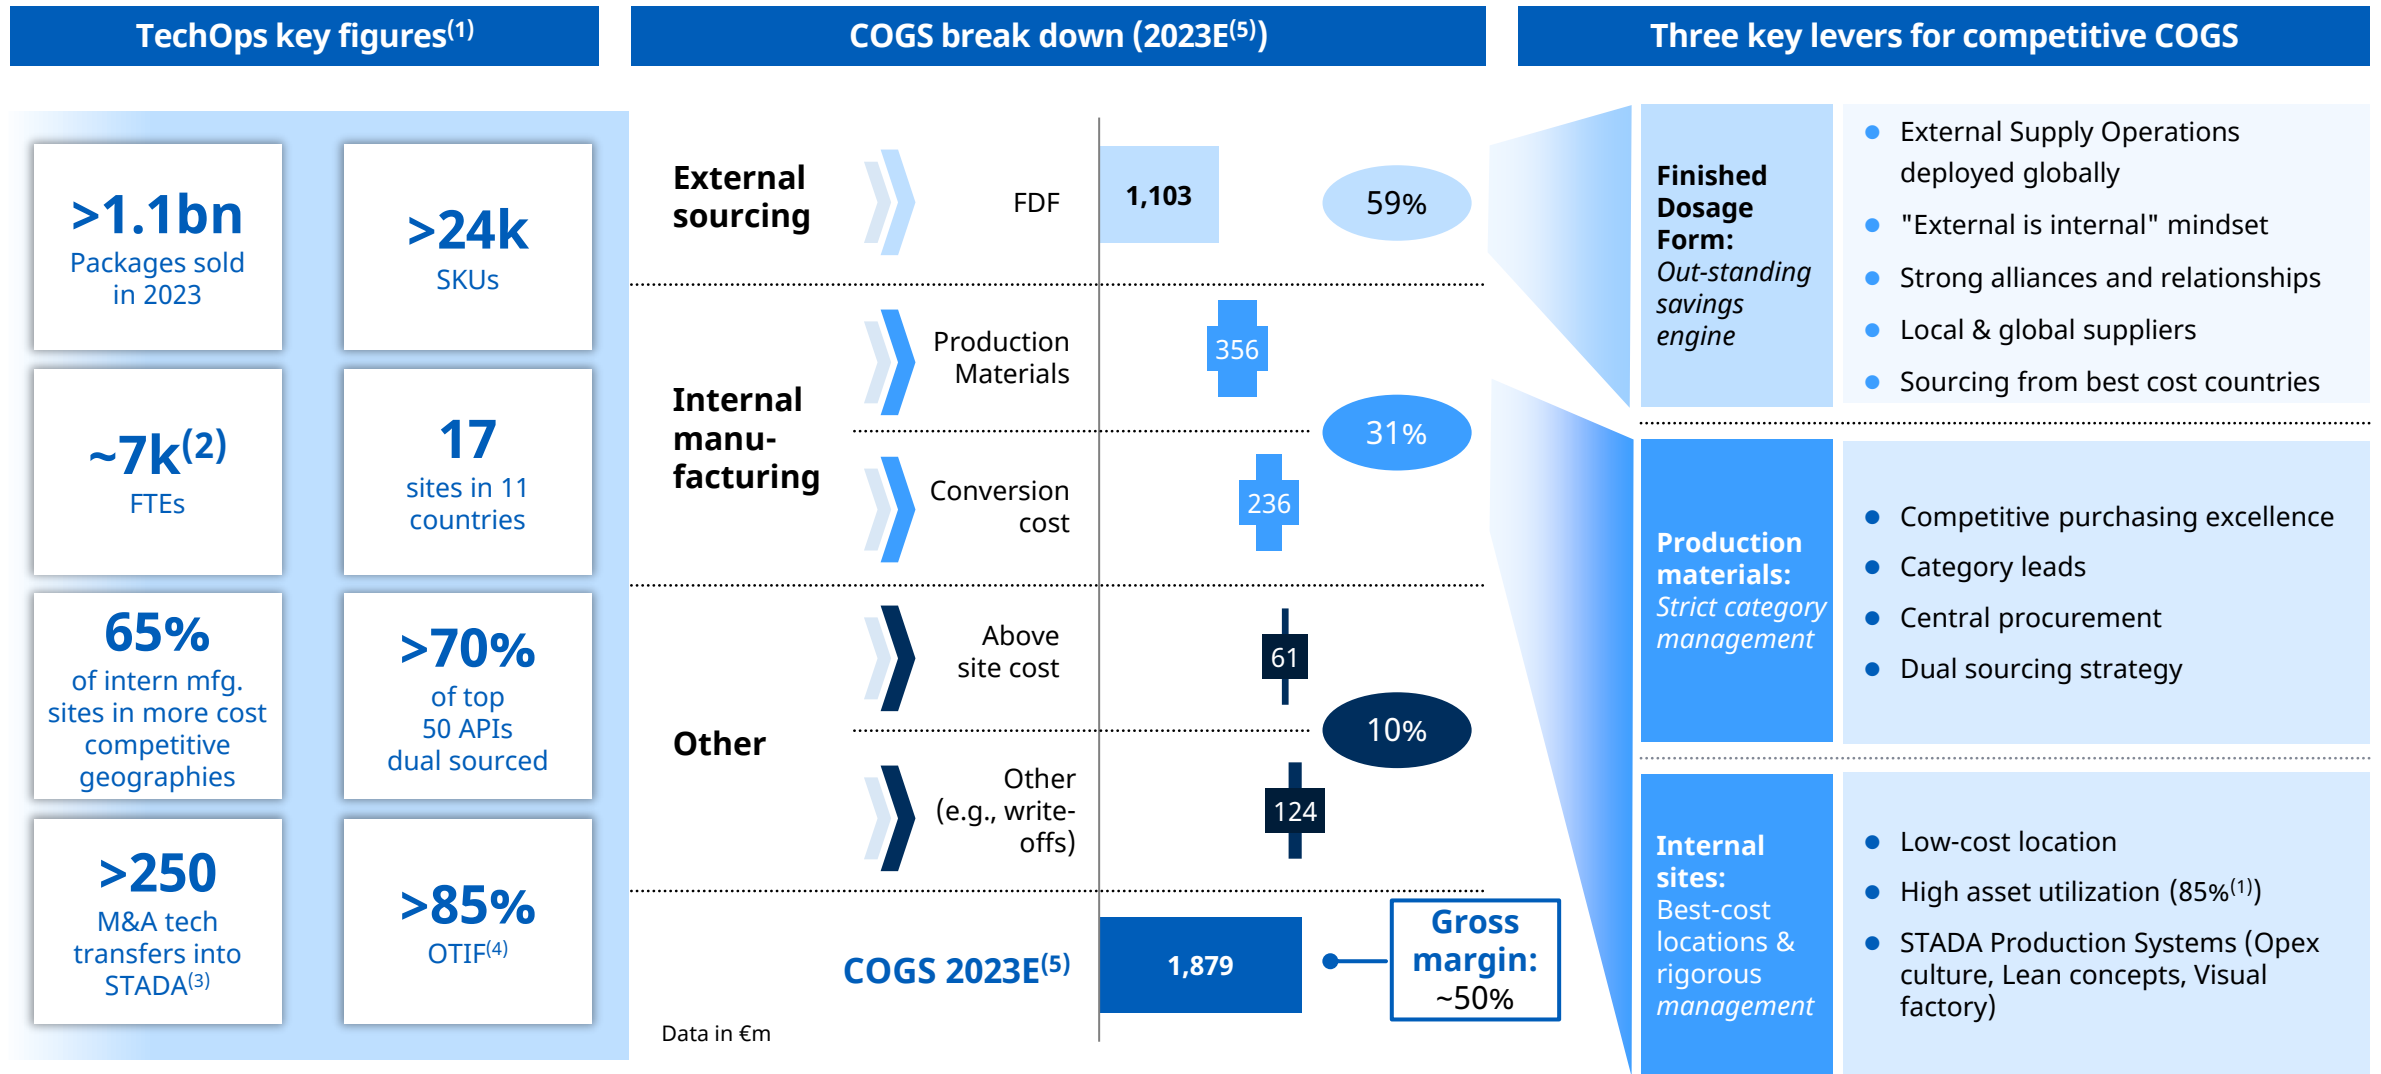 TechOps key figures(1)
>1.1bn
Packages sold
in 2023
>24k
SKUs
~7k(2)
FTEs
17
sites in 11
countries
65%
of intern mfg.
sites in more cost
competitive
geographies
>70%
of top
50 APIs
dual sourced
>250
M&A tech
transfers into
STADA(3)
>85%
OTIF(4)
COGS break down (2023E(5))
External
sourcing
FDF
1,103
59%
Internal
manu-
facturing
Production
Materials
356
31%
Conversion
cost
236
Other
Above
site cost
61
10%
Other
(e.g., write-
offs)
124
COGS 2023E(5)
1,879
Gross
margin:
~50%
Data in €m
Three key levers for competitive COGS
Finished
Dosage
Form:
Out-standing
savings
engine
External Supply Operations
deployed globally
"External is internal" mindset
Strong alliances and relationships
Local & global suppliers
Sourcing from best cost countries
Production
materials:
Strict category
management
Competitive purchasing excellence
Category leads
Central procurement
Dual sourcing strategy
Internal
sites:
Best-cost
locations &
rigorous
management
Low-cost location
High asset utilization (85%(1))
STADA Production Systems (Opex
culture, Lean concepts, Visual
factory)